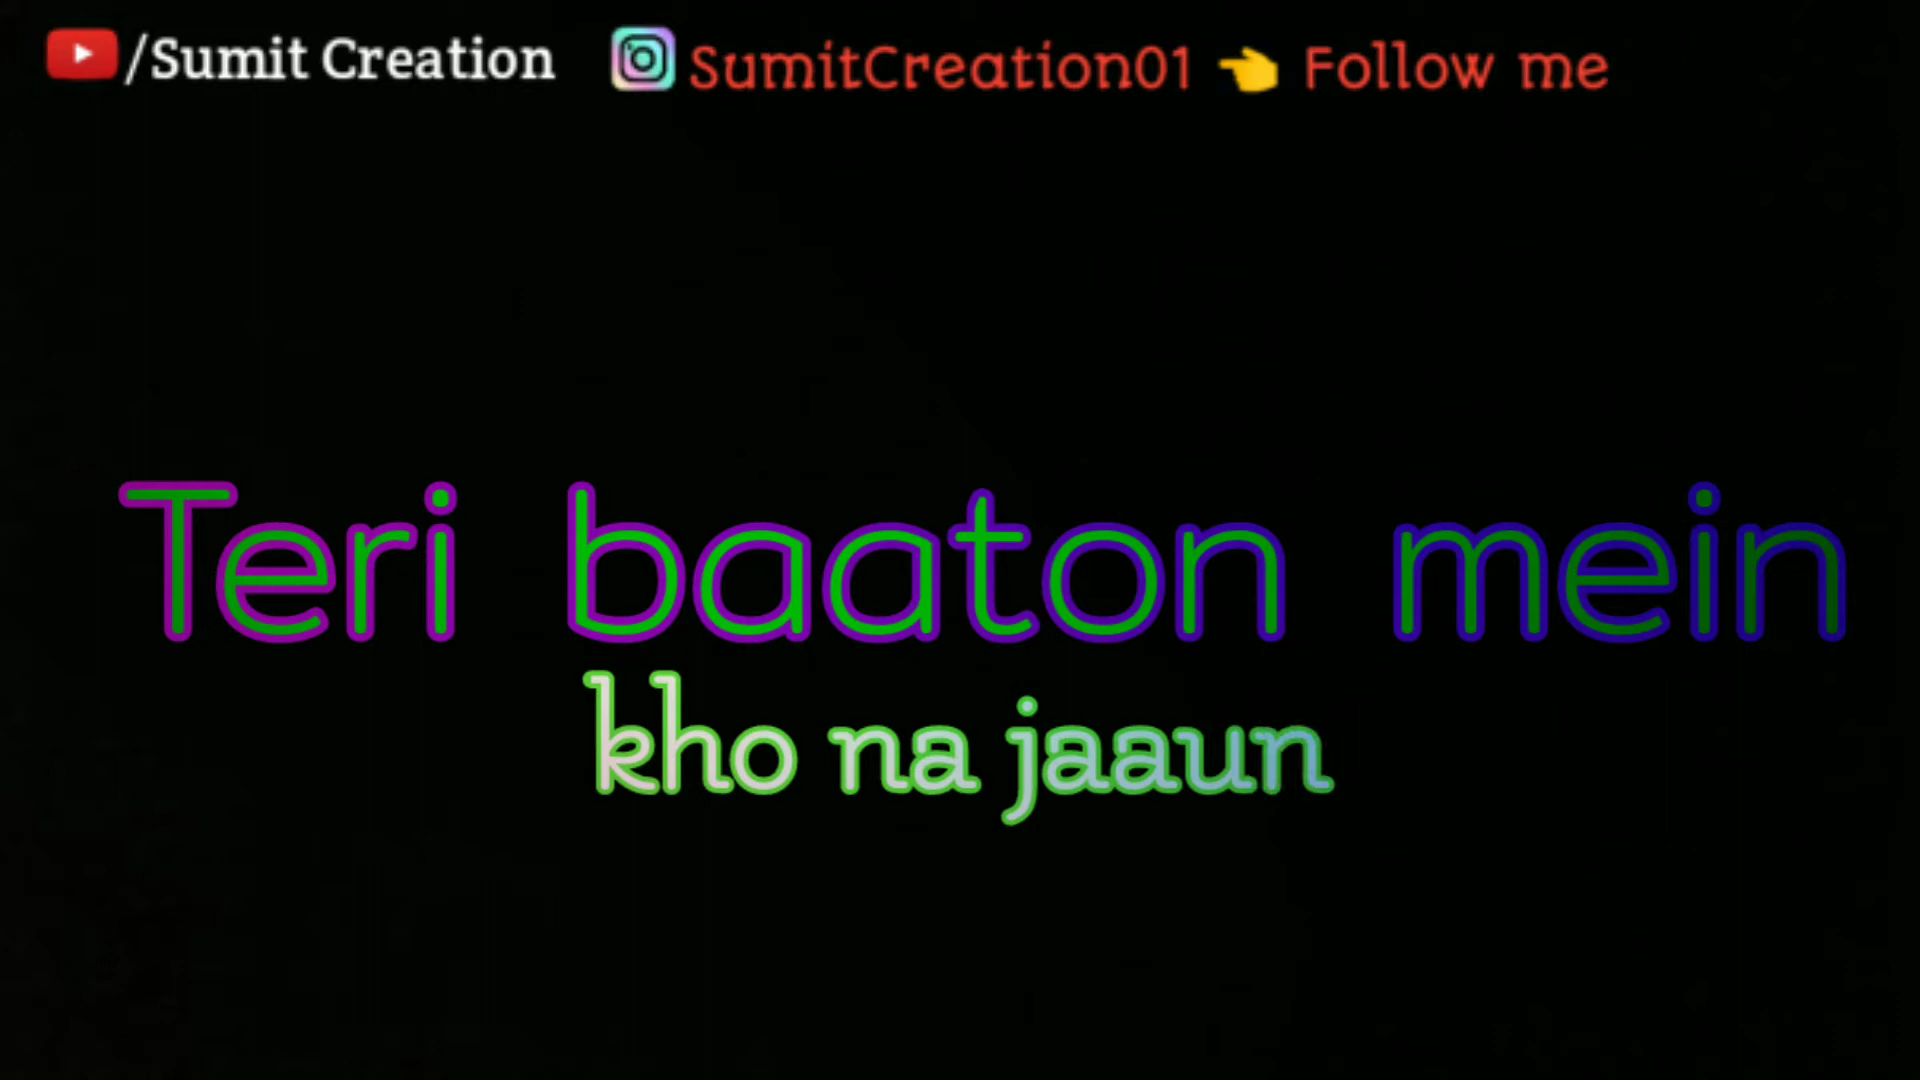 /Sumit Creation SumitCreation01 👈 Follow me
Teri baaton mein
kho na jaaun